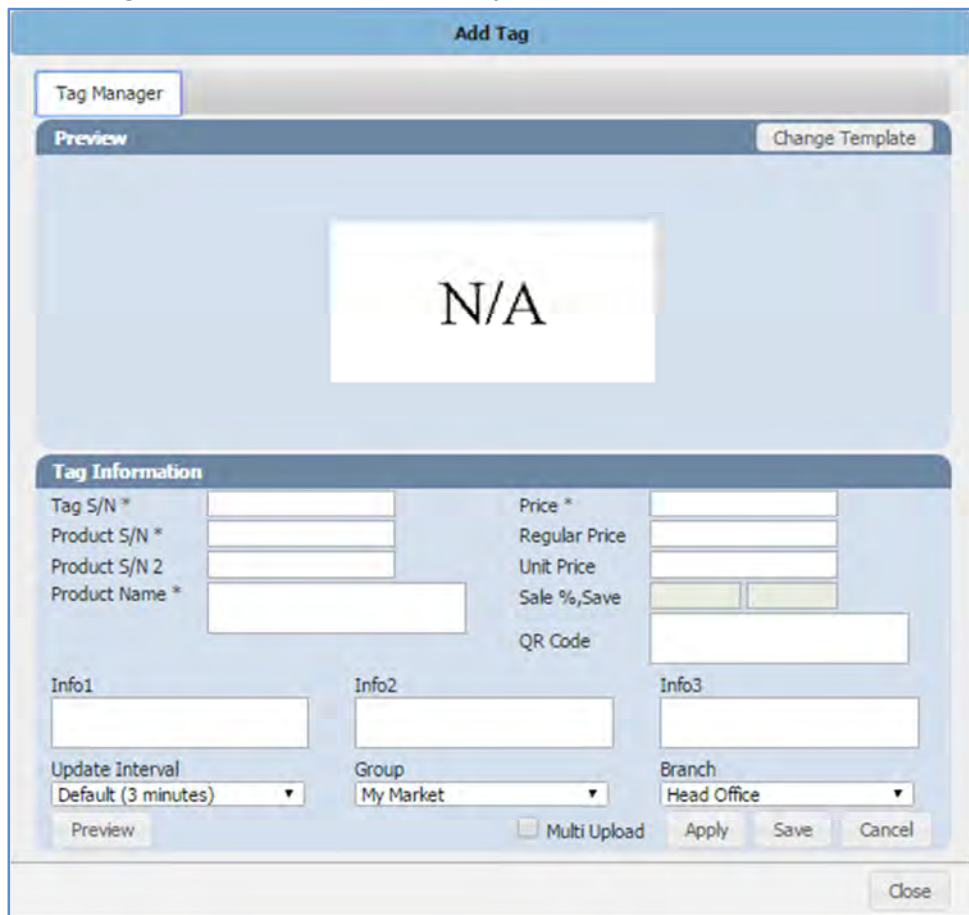 Add Tag
Tag Manager
Preview
Change Template
N/A
Tag Information
Tag S/N *
Price *
Product S/N *
Regular Price
Product S/N 2
Unit Price
Product Name *
Sale %,Save
QR Code
Info1
Info2
Info3
Update Interval
Group
Branch
Default (3 minutes)
My Market
Head Office
Preview
Multi Upload
Apply
Save
Cancel
Close